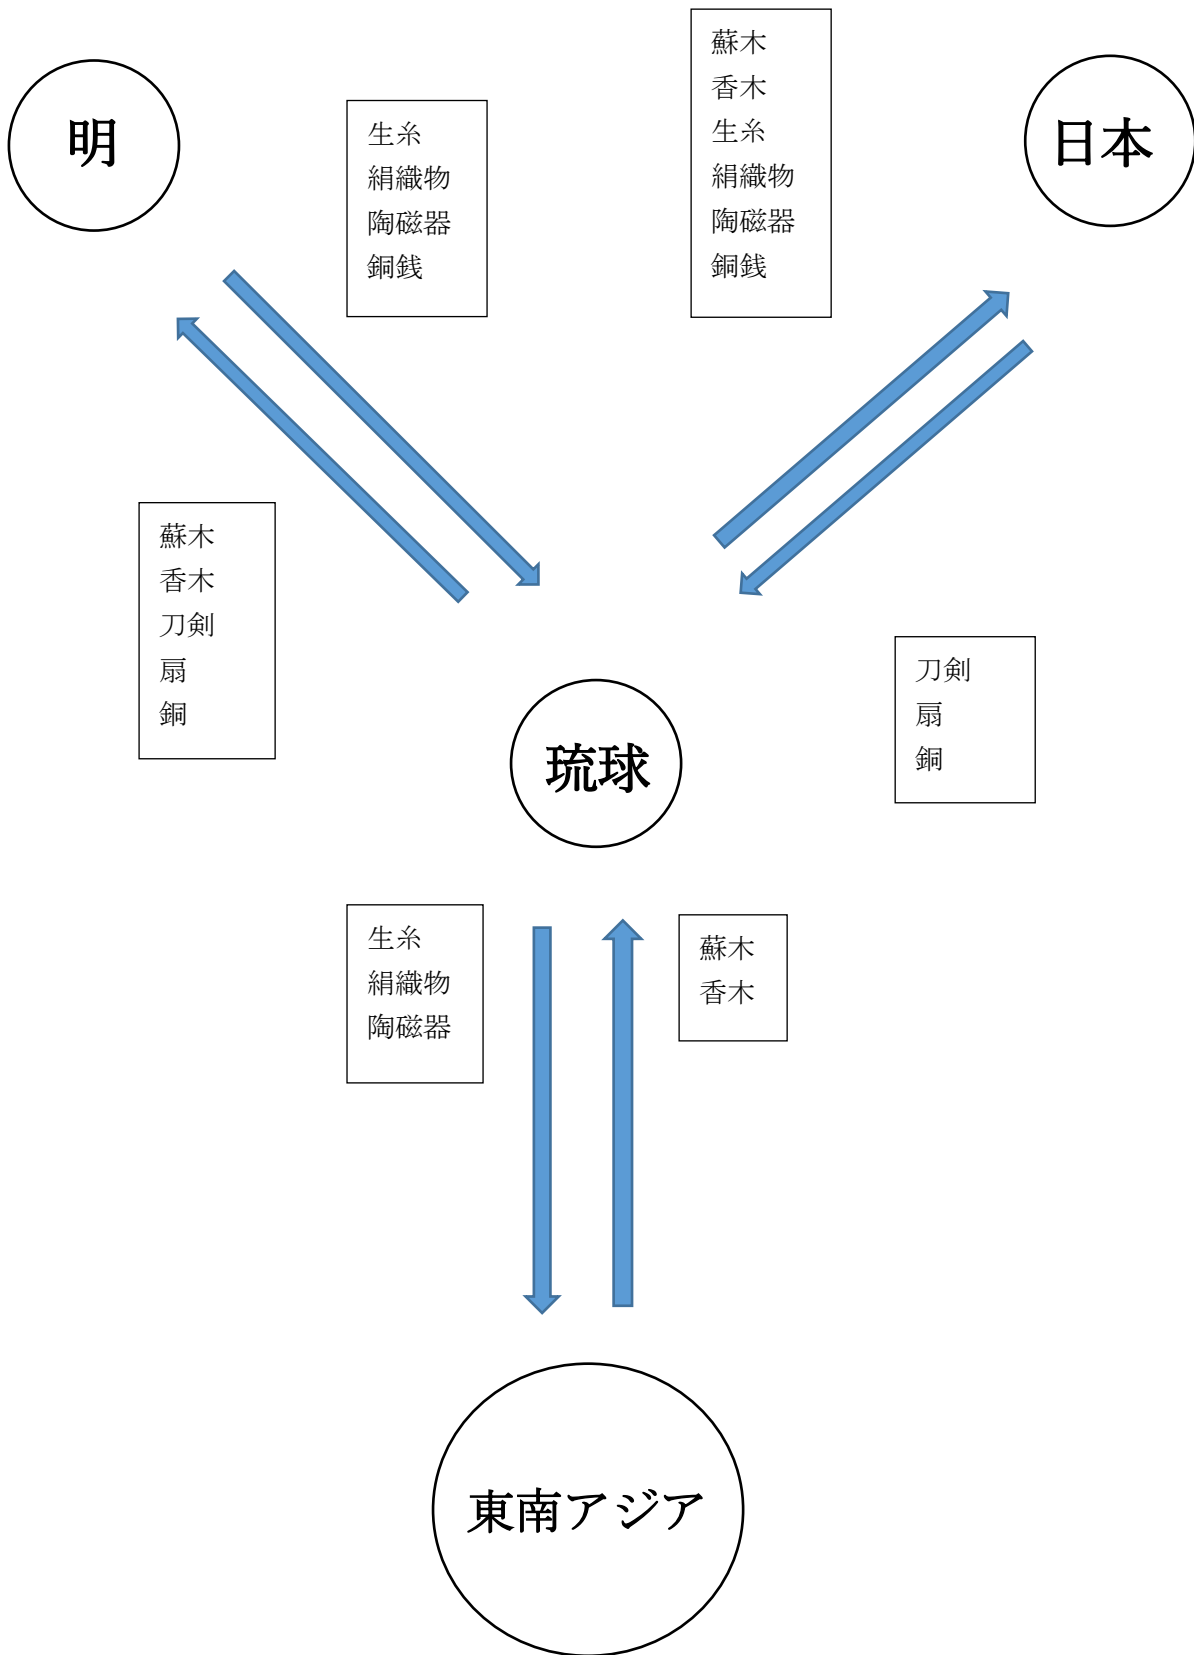 明
生糸
絹織物
陶磁器
銅銭
蘇木
香木
生糸
絹織物
陶磁器
銅銭
日本
蘇木
香木
刀剣
扇
銅
琉球
刀剣
扇
銅
生糸
絹織物
陶磁器
蘇木
香木
東南アジア